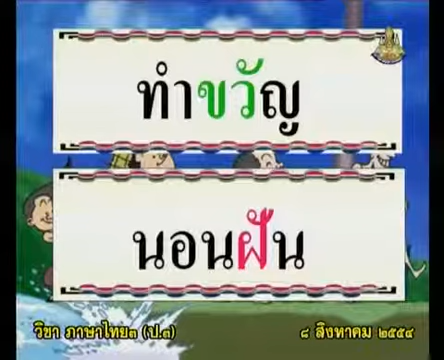 ทำขวัญ
นอนฝัน
วิชา ภาษาไทย๓ (ป.๓)
๘ สิงหาคม ๒๕๕๔